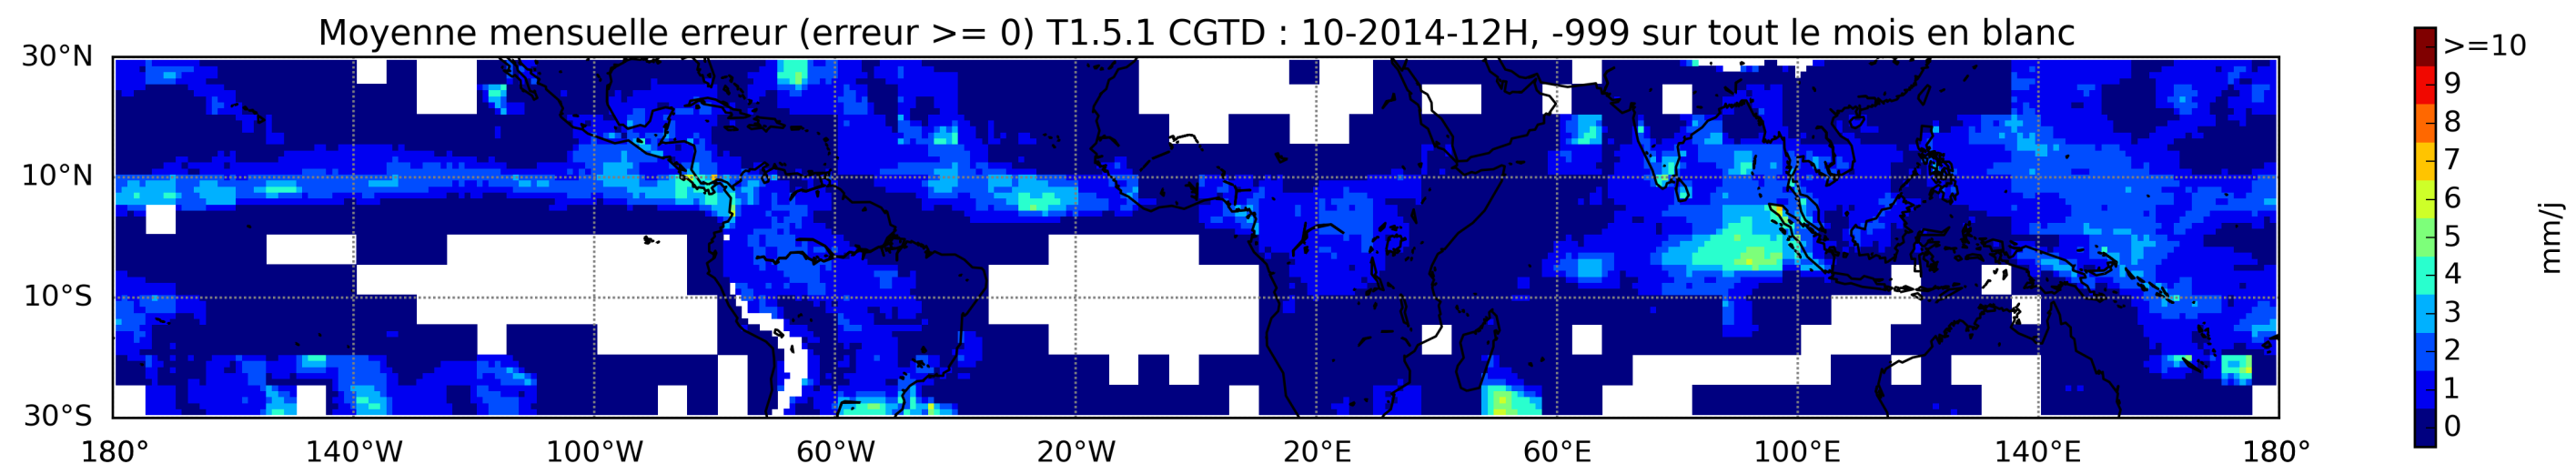 Moyenne mensuelle erreur (erreur >= 0) T1.5.1 CGTD : 10-2014-12H, -999 sur tout le mois en blanc
30°N
10°N
10°S
30°S
180° 140°W 100°W 60°W 20°W 20°E 60°E 100°E 140°E 180°
>=10
9
8
7
6
5
4
3
2
1
0
mm/j